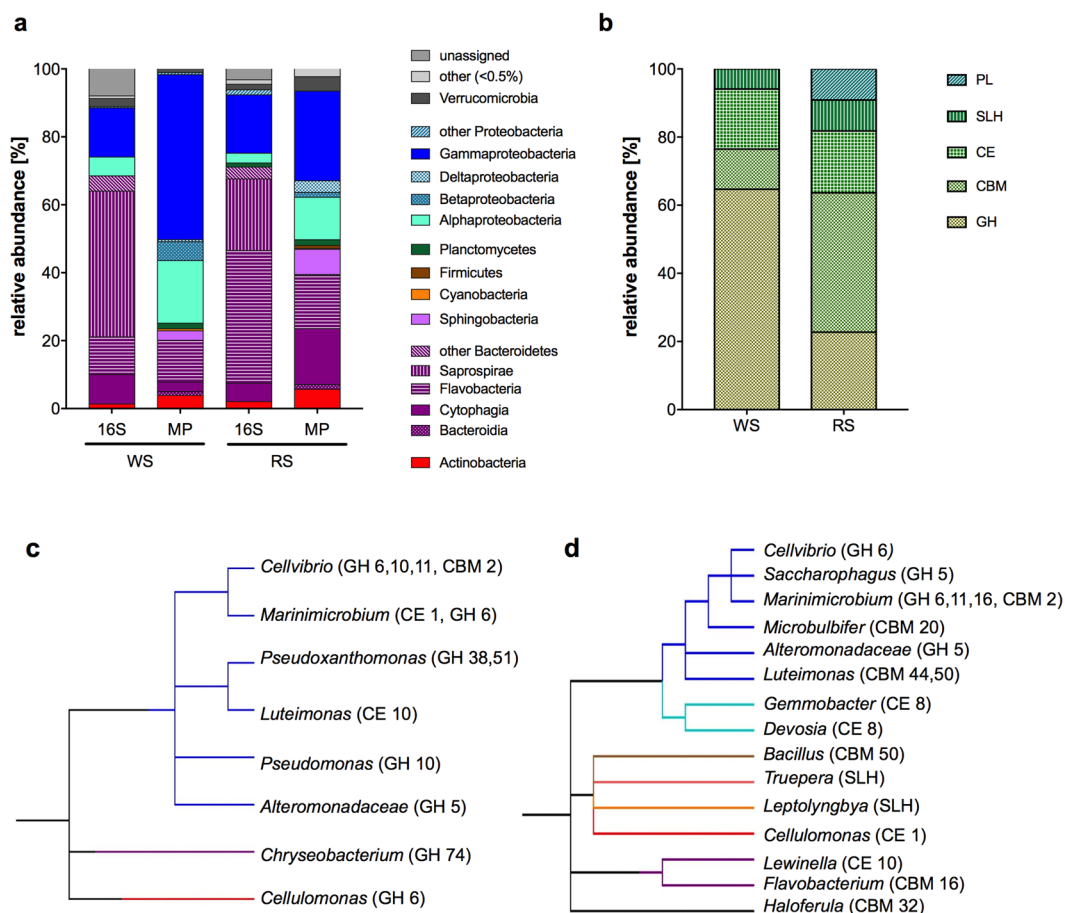 a
relative abundance [%]
100
80
60
40
20
0
16S MP 16S MP
WS RS
unassigned
other (<0.5%)
Verrucomicrobia
other Proteobacteria
Gammaproteobacteria
Deltaproteobacteria
Betaproteobacteria
Alphaproteobacteria
Planctomycetes
Firmicutes
Cyanobacteria
Sphingobacteria
other Bacteroidetes
Saprospirae
Flavobacteria
Cytophagia
Bacteroidia
Actinobacteria
b
relative abundance [%]
100
80
60
40
20
0
WS RS
PL
SLH
CE
CBM
GH
c
Cellvibrio (GH 6,10,11, CBM 2)
Marinimicrobium (CE 1, GH 6)
Pseudoxanthomonas (GH 38,51)
Luteimonas (CE 10)
Pseudomonas (GH 10)
Alteromonadaceae (GH 5)
Chryseobacterium (GH 74)
Cellulomonas (GH 6)
d
Cellvibrio (GH 6)
Saccharophagus (GH 5)
Marinimicrobium (GH 6,11,16, CBM 2)
Microbulbifer (CBM 20)
Alteromonadaceae (GH 5)
Luteimonas (CBM 44,50)
Gemmobacter (CE 8)
Devosia (CE 8)
Bacillus (CBM 50)
Truepera (SLH)
Leptolyngbya (SLH)
Cellulomonas (CE 1)
Lewinella (CE 10)
Flavobacterium (CBM 16)
Haloferula (CBM 32)